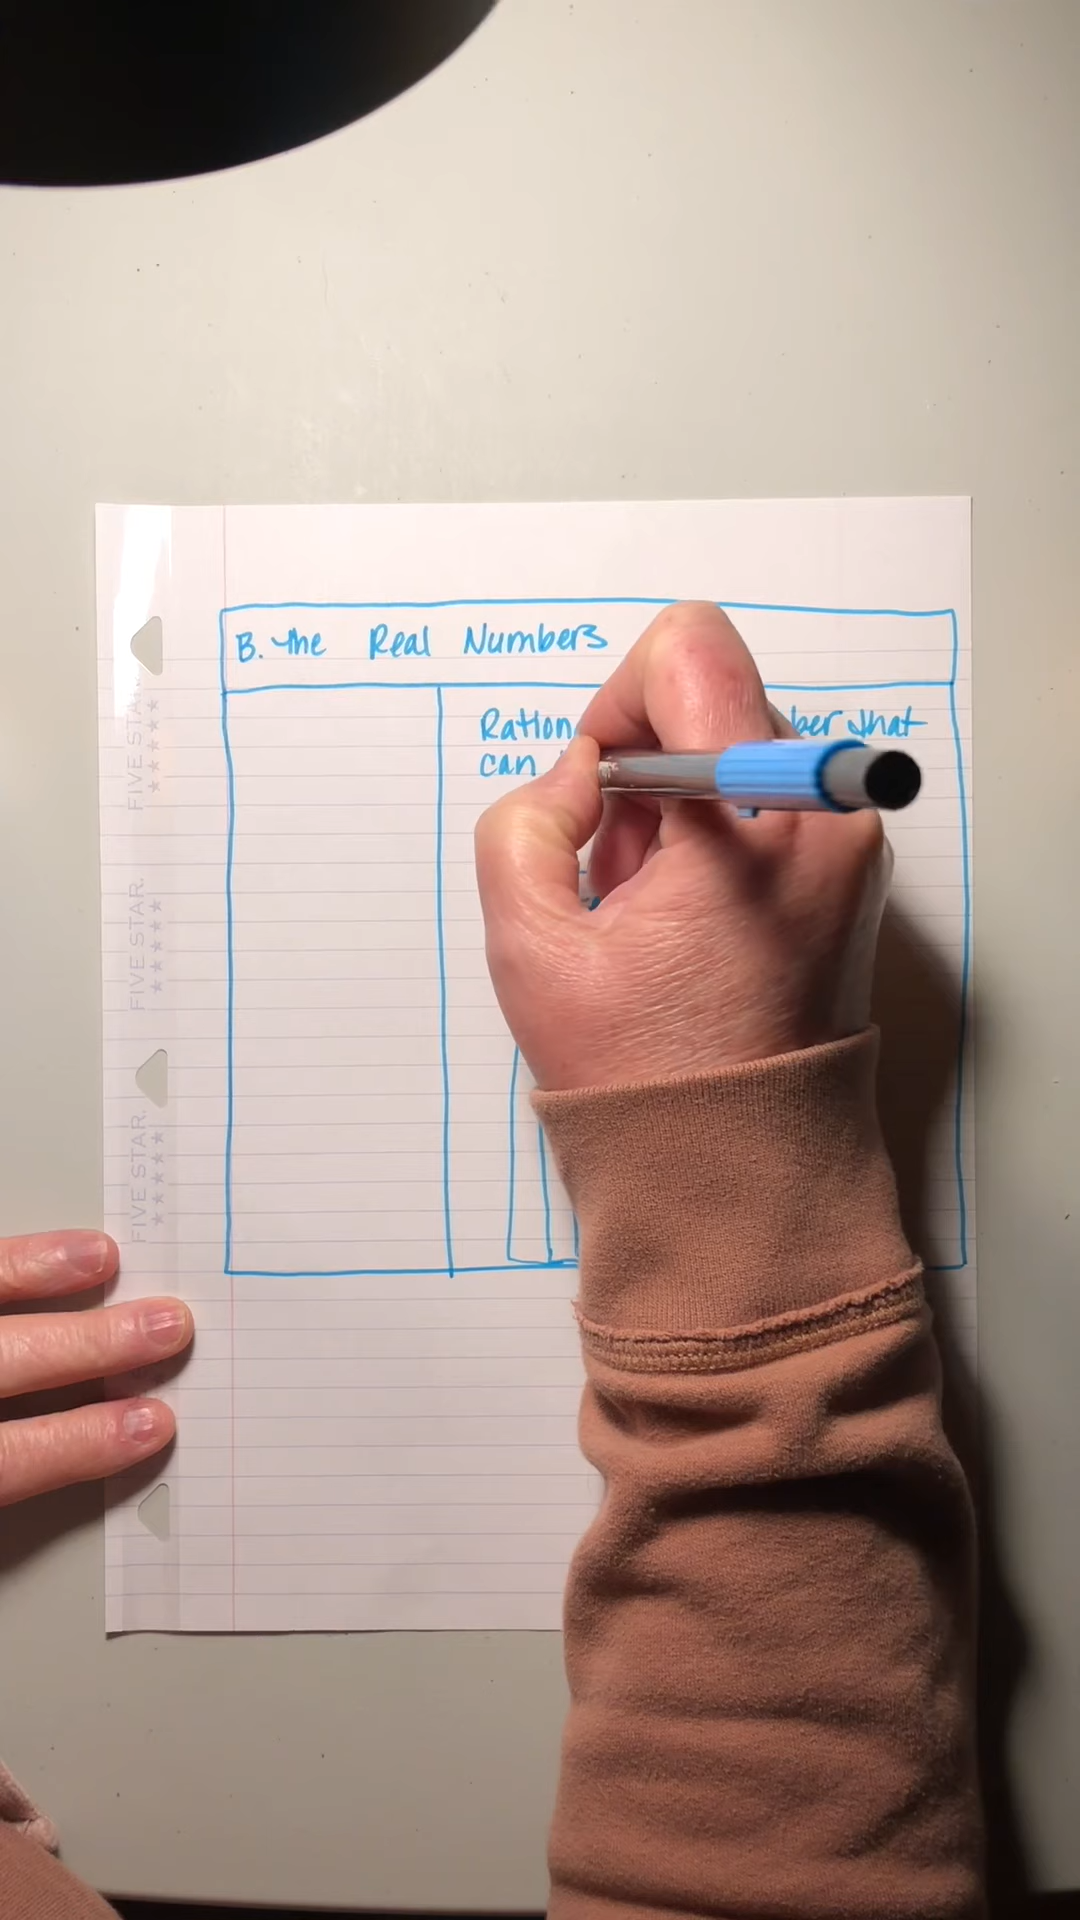 B. The Real Numbers
Ration ber that
can
FIVE STAR.
FIVE STAR.
FIVE STAR.